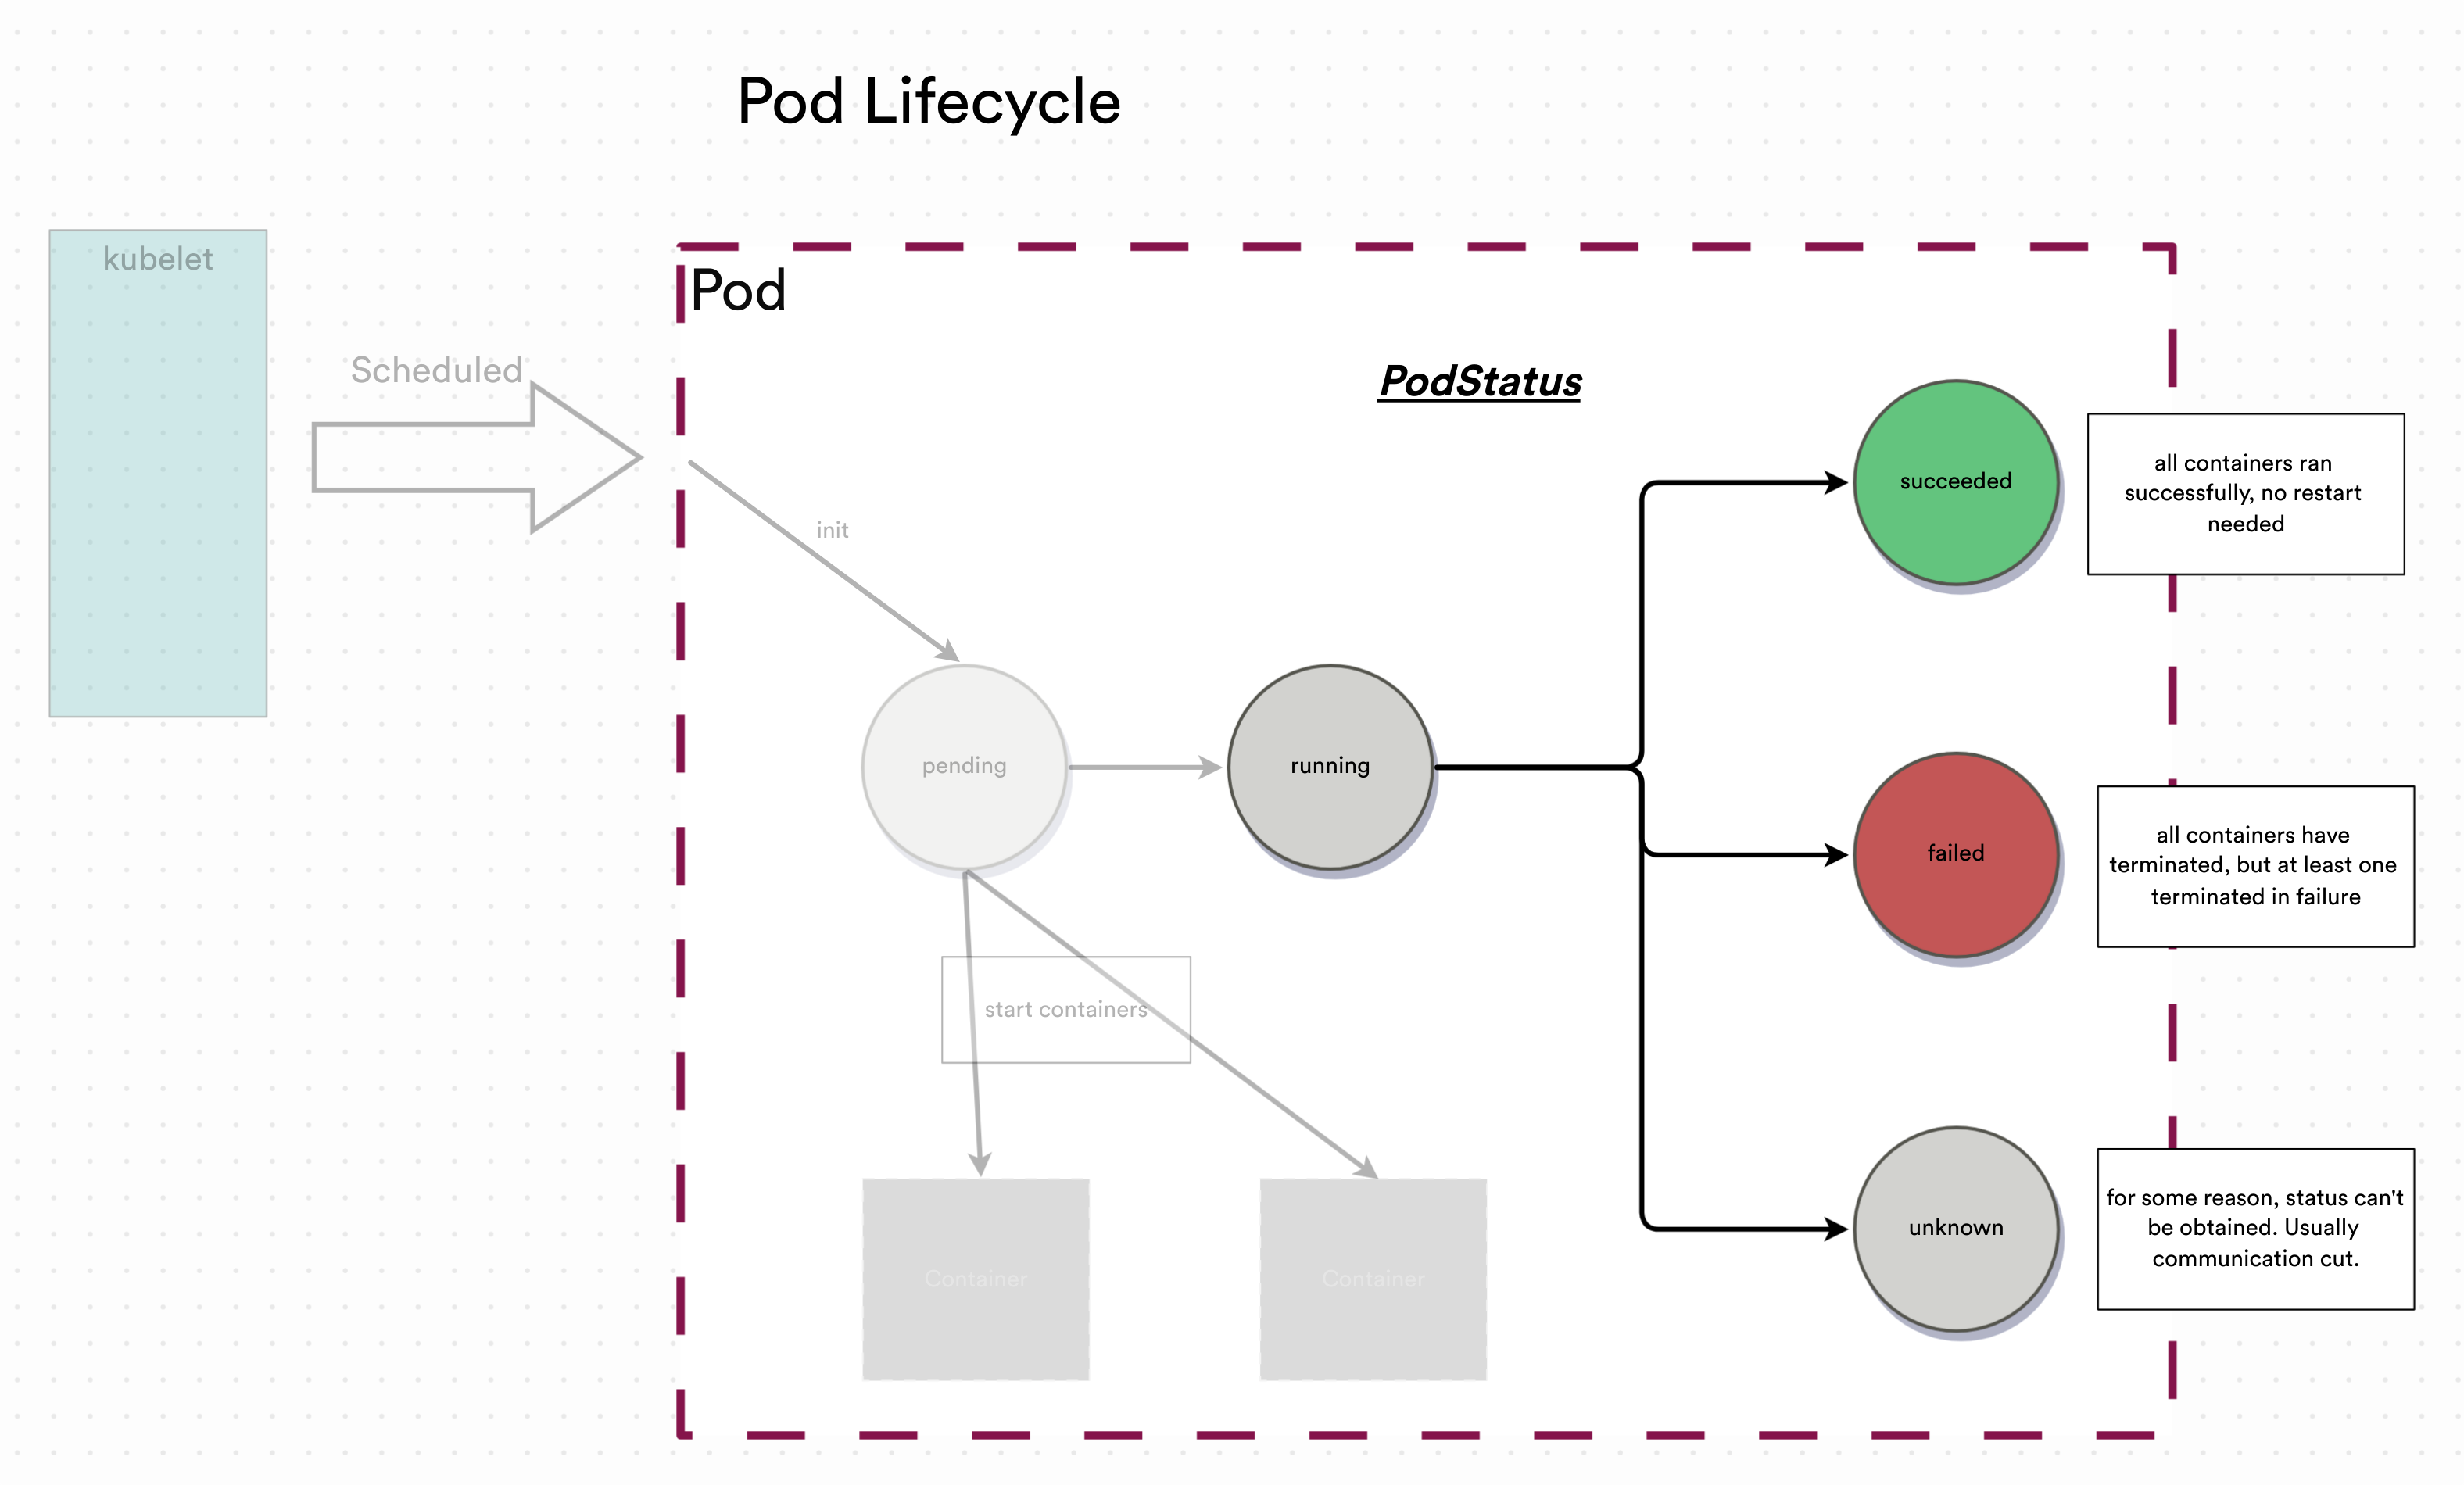 Pod Lifecycle
kubelet
Scheduled
Pod
PodStatus
init
succeeded
all containers ran
successfully, no restart
needed
pending
running
failed
all containers have
terminated, but at least one
terminated in failure
start containers
Container
Container
unknown
for some reason, status can't
be obtained. Usually
communication cut.